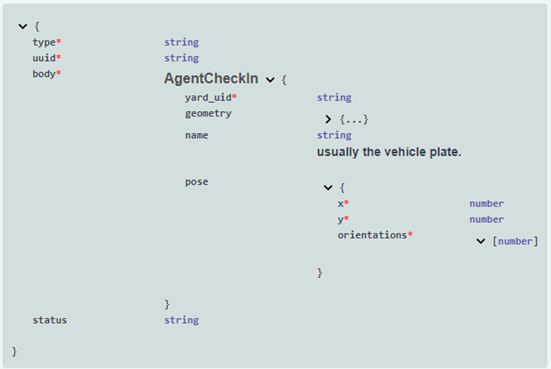 {
type* string
uuid* string
body* AgentCheckIn {
yard_uid* string
geometry {...}
name string
usually the vehicle plate.
pose {
x* number
y* number
orientations* [number]
}
}
status string
}